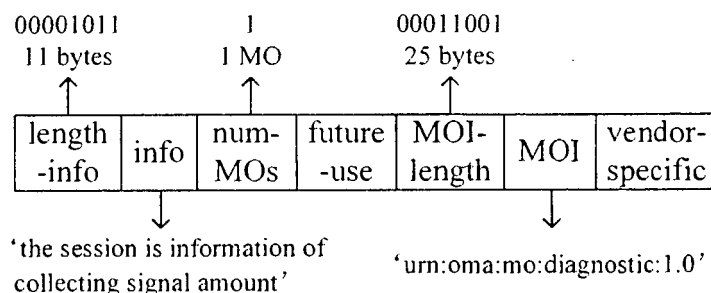 00001011 1 00011001
11 bytes 1 MO 25 bytes
length num- future MOI- vendor-
-info info MOs -use length MOI specific
'the session is information of
collecting signal amount'
'urn:oma:mo:diagnostic:1.0'